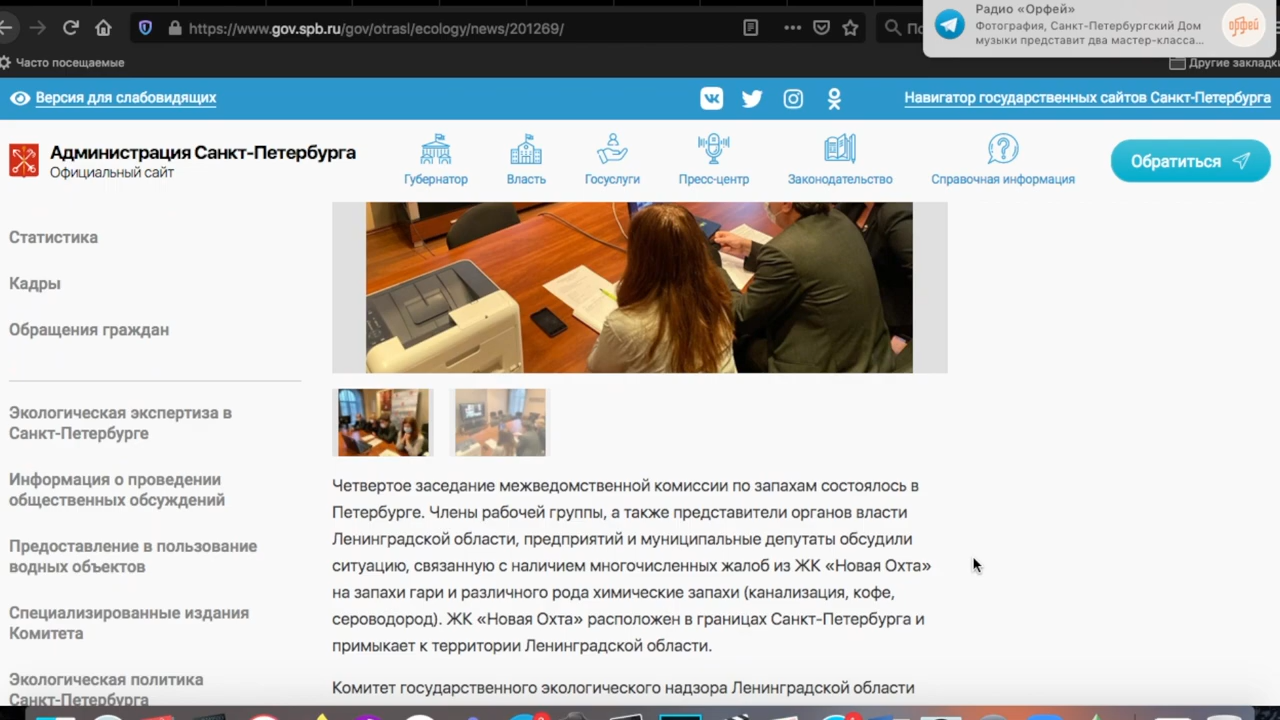 https://www.gov.spb.ru/gov/otrasl/ecology/news/201269/
Радио «Орфей»
Фотография, Санкт-Петербургский Дом
музыки представит два мастер-класса...
орфей
Часто посещаемые
Другие закладки
Версия для слабовидящих
Навигатор государственных сайтов Санкт-Петербурга
Администрация Санкт-Петербурга
Официальный сайт
Губернатор
Власть
Госуслуги
Пресс-центр
Законодательство
Справочная информация
Обратиться
Статистика
Кадры
Обращения граждан
Экологическая экспертиза в
Санкт-Петербурге
Информация о проведении
общественных обсуждений
Предоставление в пользование
водных объектов
Специализированные издания
Комитета
Экологическая политика
Санкт-Петербурга
Четвертое заседание межведомственной комиссии по запахам состоялось в
Петербурге. Члены рабочей группы, а также представители органов власти
Ленинградской области, предприятий и муниципальные депутаты обсудили
ситуацию, связанную с наличием многочисленных жалоб из ЖК «Новая Охта»
на запахи гари и различного рода химические запахи (канализация, кофе,
сероводород). ЖК «Новая Охта» расположен в границах Санкт-Петербурга и
примыкает к территории Ленинградской области.
Комитет государственного экологического надзора Ленинградской области